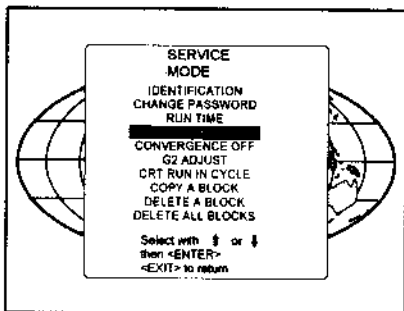 SERVICE
MODE
IDENTIFICATION
CHANGE PASSWORD
RUN TIME
CONVERGENCE OFF
G2 ADJUST
CRT RUN IN CYCLE
COPY A BLOCK
DELETE A BLOCK
DELETE ALL BLOCKS
Select with ⬆ or ⬇
then <ENTER>
<EXIT> to return